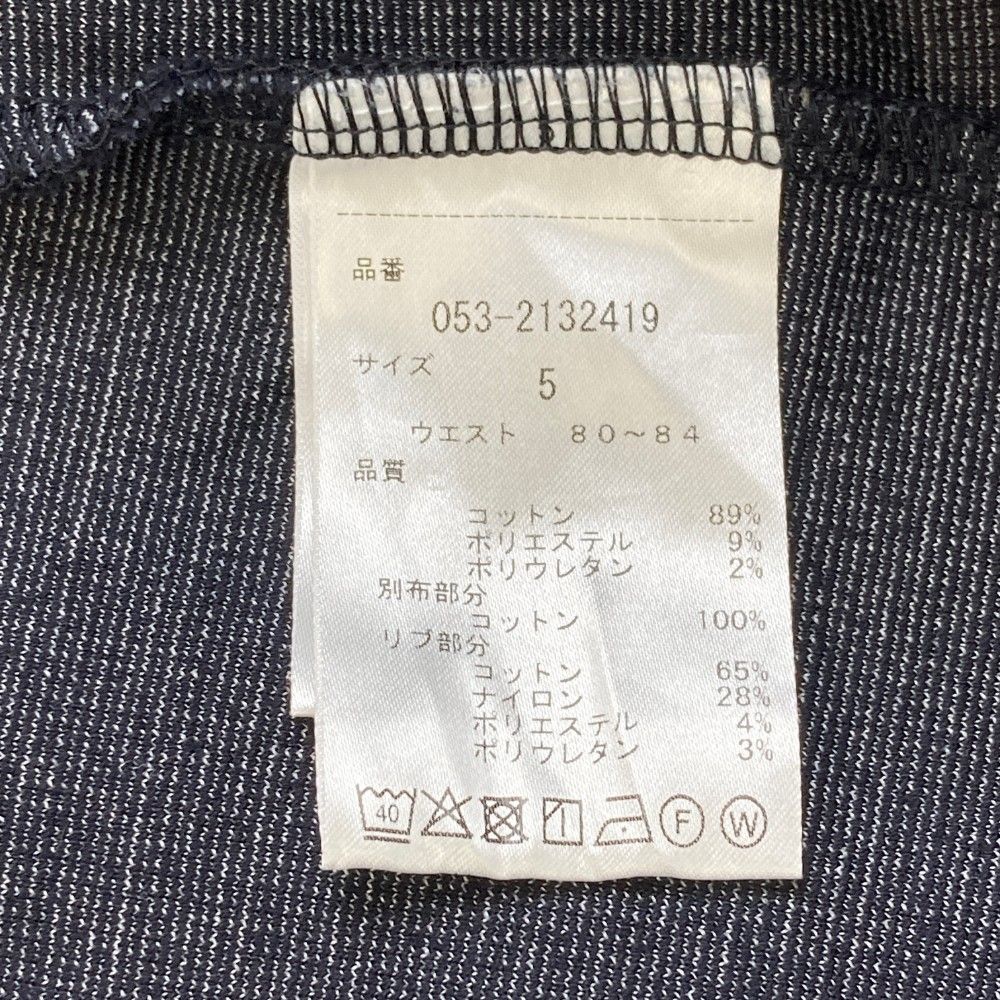 品番
053-2132419
サイズ
5
ウエスト 80～84
品質
コットン 89%
ポリエステル 9%
ポリウレタン 2%
別布部分
コットン 100%
リブ部分
コットン 65%
ナイロン 28%
ポリエステル 4%
ポリウレタン 3%
40 F W